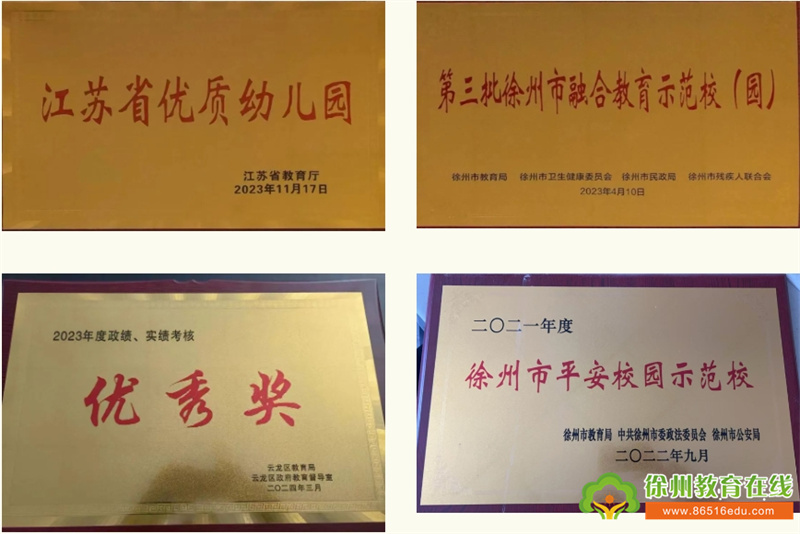 江苏省优质幼儿园
江苏省教育厅
2023年11月17日
第三批徐州市融合教育示范校（园）
徐州市教育局 徐州市卫生健康委员会 徐州市民政局 徐州市残疾人联合会
2023年4月10日
2023年度政绩、实绩考核
优秀奖
云龙区教育局
云龙区政府教育督导室
二〇二四年三月
二〇二一年度
徐州市平安校园示范校
徐州市教育局 中共徐州市委政法委员会 徐州市公安局
二〇二二年九月
徐州教育在线
www.86516edu.com